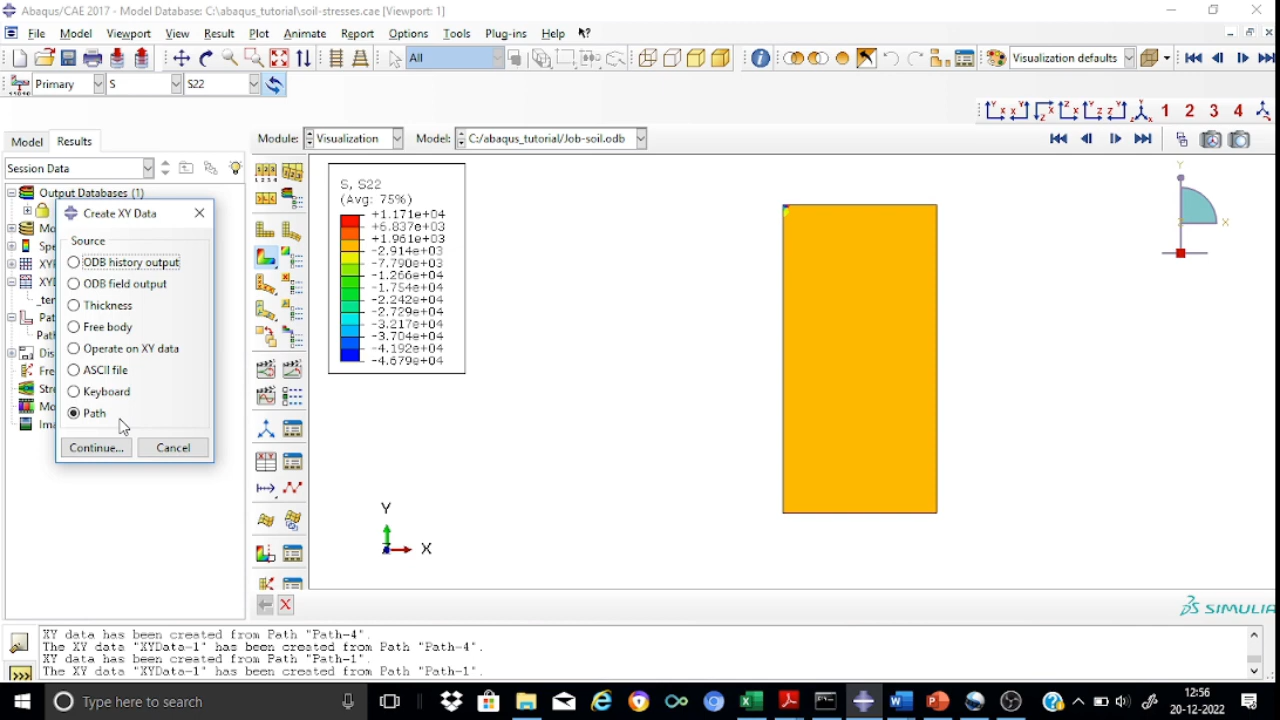 Abaqus/CAE 2017 - Model Database: C:\abaqus_tutorial\soil-stresses.cae [Viewport: 1]
File Model Viewport View Result Plot Animate Report Options Tools Plug-ins Help
All
Visualization defaults
Primary S S22
1 2 3 4
Model Results
Module: Visualization Model: C:/abaqus_tutorial/Job-soil.odb
Session Data
Output Databases (1)
Create XY Data
Source
ODB history output
ODB field output
Thickness
Free body
Operate on XY data
ASCII file
Keyboard
Path
Continue... Cancel
S, S22
(Avg: 75%)
+1.171e+04
+6.837e+03
+1.961e+03
-2.914e+03
-7.790e+03
-1.266e+04
-1.754e+04
-2.242e+04
-2.729e+04
-3.217e+04
-3.704e+04
-4.192e+04
-4.679e+04
Y
X
Y
X
SIMULIA
XY data has been created from Path "Path-4".
The XY data "XYData-1" has been created from Path "Path-4".
XY data has been created from Path "Path-1".
The XY data "XYData-1" has been created from Path "Path-1".
Type here to search
12:56
20-12-2022